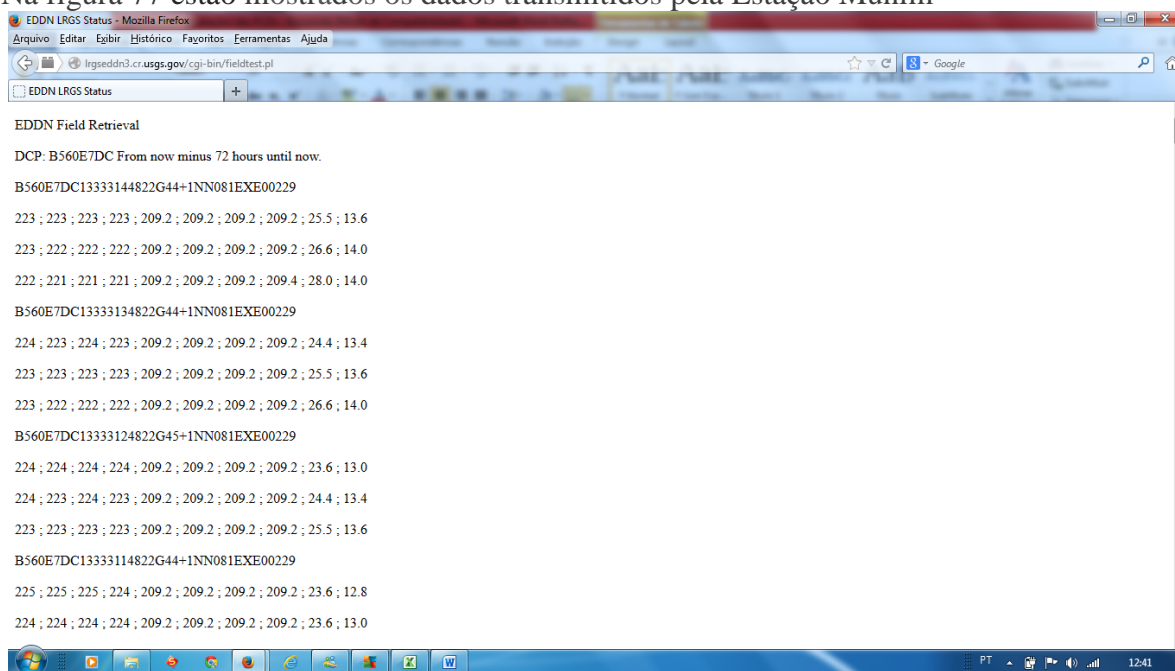 Na figura 77 estão mostrados os dados transmitidos pela Estação Munim
EDDN LRGS Status - Mozilla Firefox
Arquivo Editar Exibir Histórico Favoritos Ferramentas Ajuda
lrgseddn3.cr.usgs.gov/cgi-bin/fieldtest.pl
Google
EDDN LRGS Status
EDDN Field Retrieval
DCP: B560E7DC From now minus 72 hours until now.
B560E7DC13333144822G44+1NN081EXE00229
223 ; 223 ; 223 ; 223 ; 209.2 ; 209.2 ; 209.2 ; 209.2 ; 25.5 ; 13.6
223 ; 222 ; 222 ; 222 ; 209.2 ; 209.2 ; 209.2 ; 209.2 ; 26.6 ; 14.0
222 ; 221 ; 221 ; 221 ; 209.2 ; 209.2 ; 209.2 ; 209.4 ; 28.0 ; 14.0
B560E7DC13333134822G44+1NN081EXE00229
224 ; 223 ; 224 ; 223 ; 209.2 ; 209.2 ; 209.2 ; 209.2 ; 24.4 ; 13.4
223 ; 223 ; 223 ; 223 ; 209.2 ; 209.2 ; 209.2 ; 209.2 ; 25.5 ; 13.6
223 ; 222 ; 222 ; 222 ; 209.2 ; 209.2 ; 209.2 ; 209.2 ; 26.6 ; 14.0
B560E7DC13333124822G45+1NN081EXE00229
224 ; 224 ; 224 ; 224 ; 209.2 ; 209.2 ; 209.2 ; 209.2 ; 23.6 ; 13.0
224 ; 223 ; 224 ; 223 ; 209.2 ; 209.2 ; 209.2 ; 209.2 ; 24.4 ; 13.4
223 ; 223 ; 223 ; 223 ; 209.2 ; 209.2 ; 209.2 ; 209.2 ; 25.5 ; 13.6
B560E7DC13333114822G44+1NN081EXE00229
225 ; 225 ; 225 ; 224 ; 209.2 ; 209.2 ; 209.2 ; 209.2 ; 23.6 ; 12.8
224 ; 224 ; 224 ; 224 ; 209.2 ; 209.2 ; 209.2 ; 209.2 ; 23.6 ; 13.0
PT 12:41